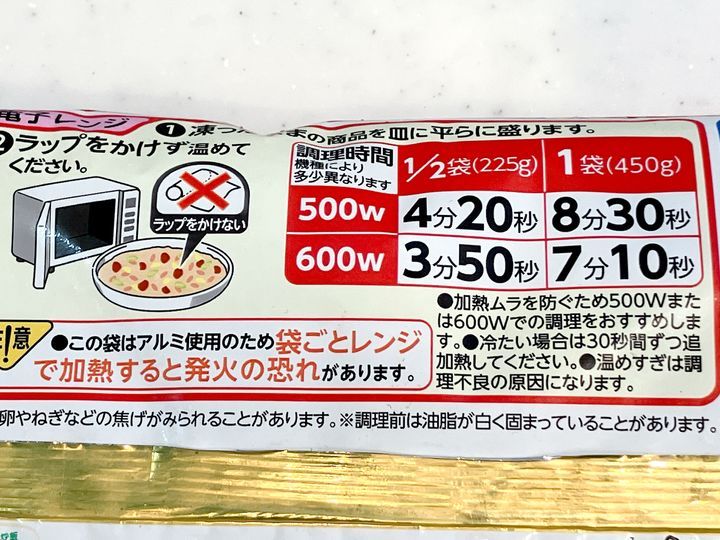 電子レンジ
❶凍ったままの商品を皿に平らに盛ります。
❷ラップをかけず温めて
ください。
ラップをかけない
調理時間
機種により
多少異なります
1/2袋(225g)
1袋(450g)
500w
4分20秒
8分30秒
600w
3分50秒
7分10秒
●加熱ムラを防ぐため500Wまた
は600Wでの調理をおすすめしま
す。●冷たい場合は30秒間ずつ追
加熱してください。●温めすぎは調
理不良の原因になります。
注意
●この袋はアルミ使用のため袋ごとレンジ
で加熱すると発火の恐れがあります。
卵やねぎなどの焦げがみられることがあります。※調理前は油脂が白く固まっていることがあります。